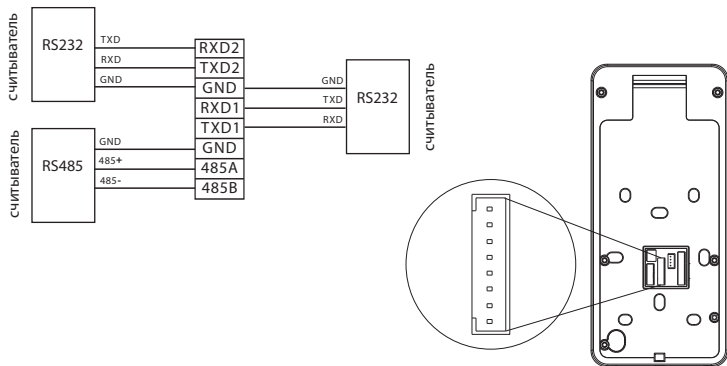 считыватель
RS232
TXD
RXD
GND
RXD2
TXD2
GND
RXD1
TXD1
GND
485A
485B
GND
TXD
RXD
RS232
считыватель
считыватель
RS485
GND
485+
485-